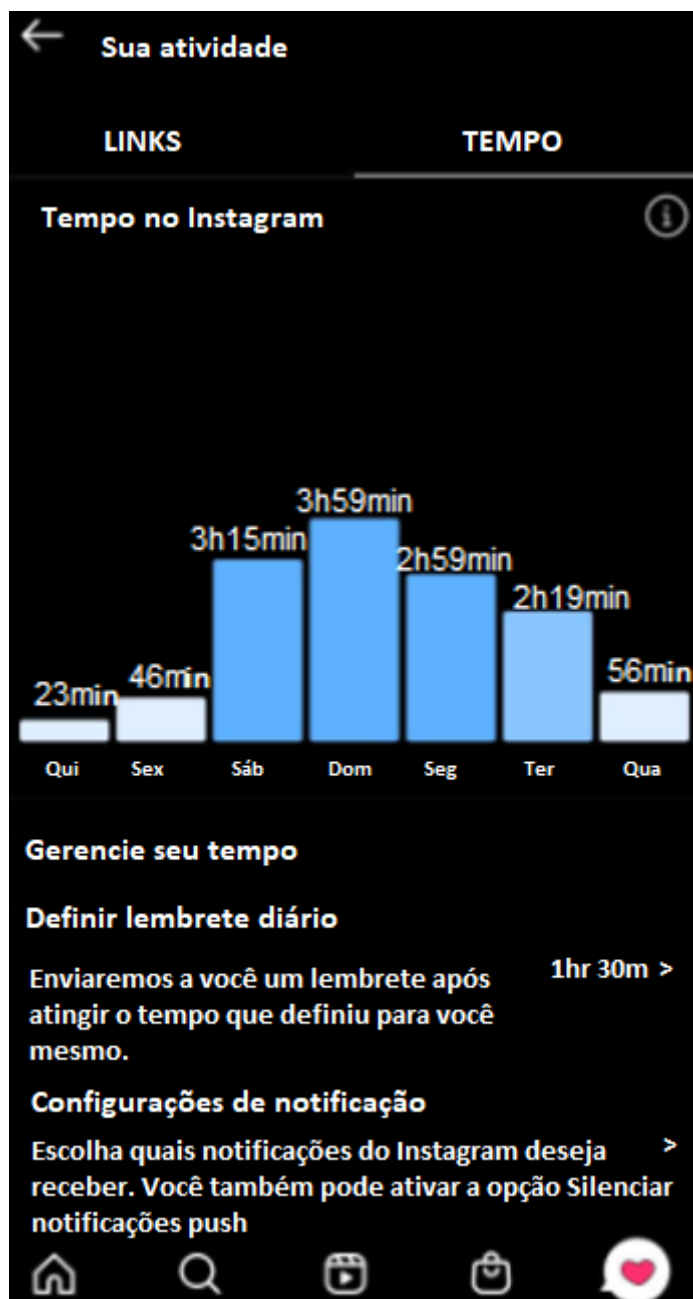 Sua atividade
LINKS TEMPO
Tempo no Instagram
3h59min
3h15min
2h59min
2h19min
46min
56min
23min
Qui Sex Sáb Dom Seg Ter Qua
Gerencie seu tempo
Definir lembrete diário
Enviaremos a você um lembrete após 1hr 30m >
atingir o tempo que definiu para você
mesmo.
Configurações de notificação
Escolha quais notificações do Instagram deseja >
receber. Você também pode ativar a opção Silenciar
notificações push